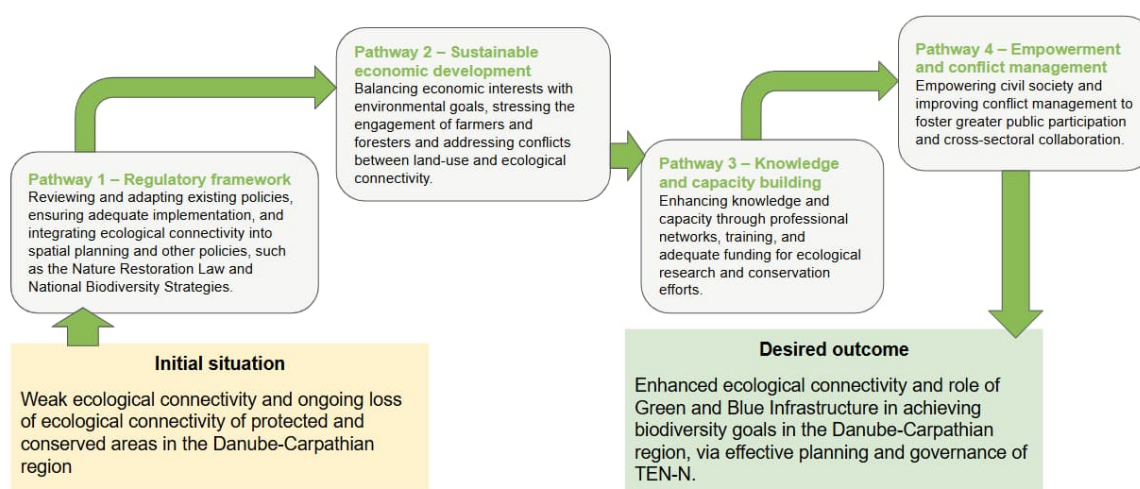 Pathway 1 – Regulatory framework
Reviewing and adapting existing policies,
ensuring adequate implementation, and
integrating ecological connectivity into
spatial planning and other policies, such
as the Nature Restoration Law and
National Biodiversity Strategies.
Pathway 2 – Sustainable
economic development
Balancing economic interests with
environmental goals, stressing the
engagement of farmers and
foresters and addressing conflicts
between land-use and ecological
connectivity.
Pathway 3 – Knowledge
and capacity building
Enhancing knowledge and
capacity through professional
networks, training, and
adequate funding for ecological
research and conservation
efforts.
Pathway 4 – Empowerment
and conflict management
Empowering civil society and
improving conflict management to
foster greater public participation
and cross-sectoral collaboration.
Initial situation
Weak ecological connectivity and ongoing loss
of ecological connectivity of protected and
conserved areas in the Danube-Carpathian
region
Desired outcome
Enhanced ecological connectivity and role of
Green and Blue Infrastructure in achieving
biodiversity goals in the Danube-Carpathian
region, via effective planning and governance of
TEN-N.